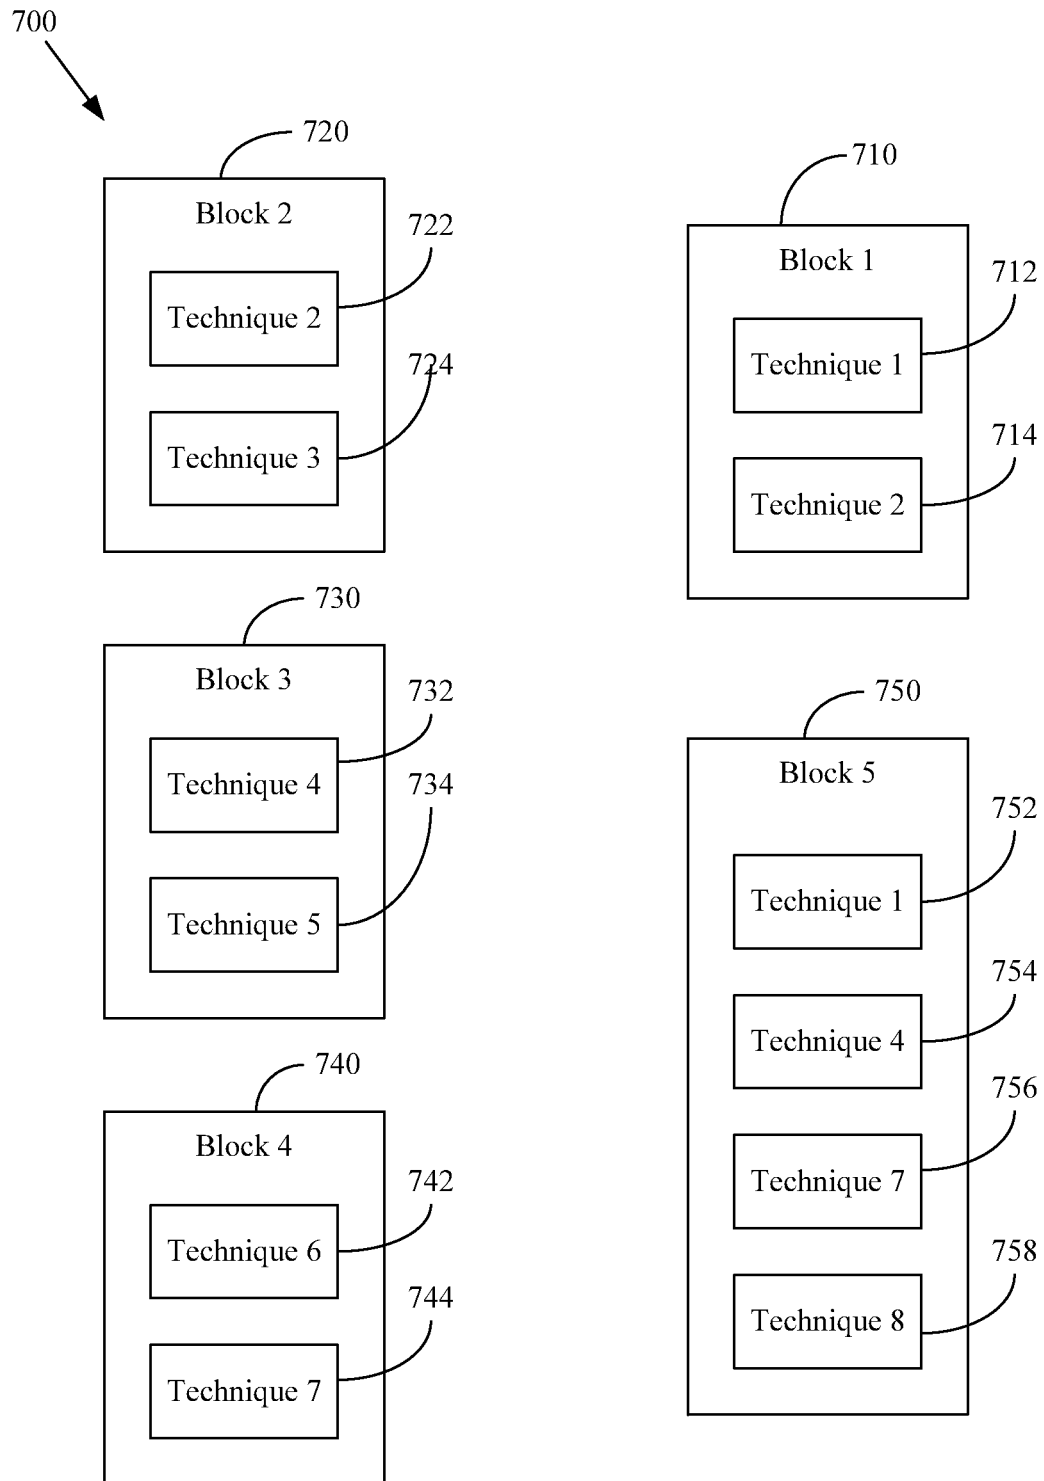 700
720
Block 2
722
Technique 2
724
Technique 3
730
Block 3
732
Technique 4
734
Technique 5
740
Block 4
742
Technique 6
744
Technique 7
710
Block 1
712
Technique 1
714
Technique 2
750
Block 5
752
Technique 1
754
Technique 4
756
Technique 7
758
Technique 8